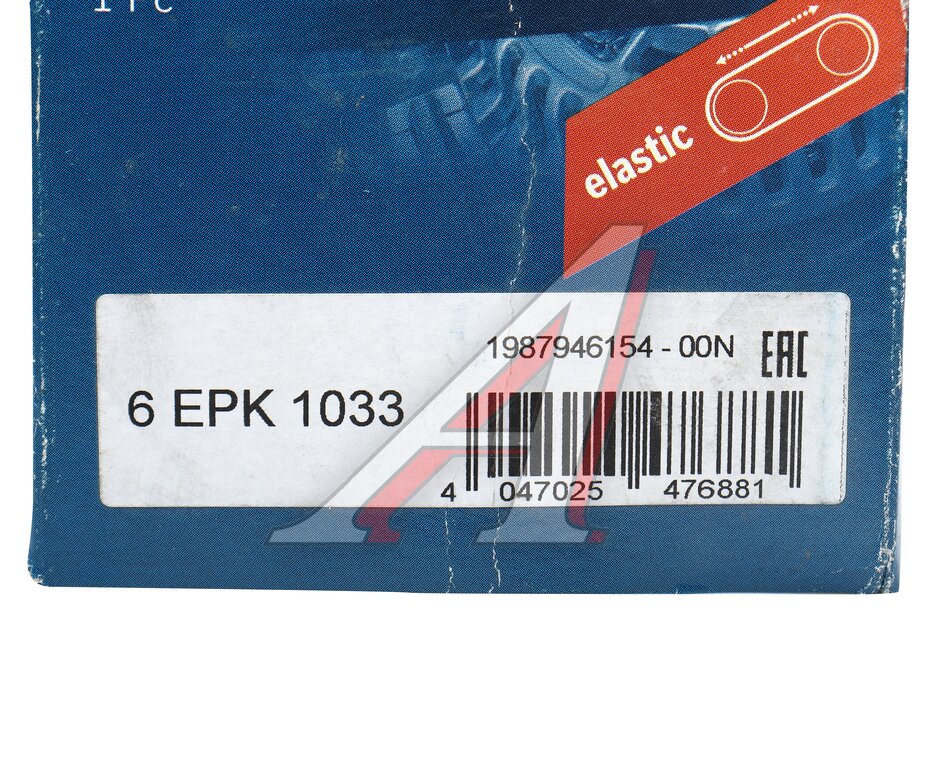 elastic
1987946154 - 00N
EAC
6 EPK 1033
4 047025 476881